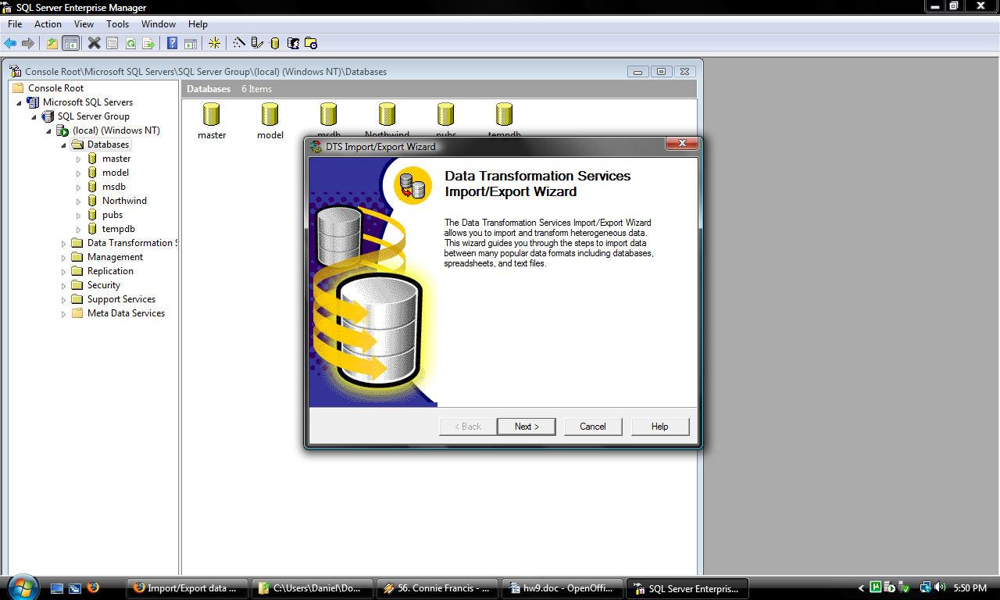 SQL Server Enterprise Manager
File Action View Tools Window Help
Console Root\Microsoft SQL Servers\SQL Server Group\(local) (Windows NT)\Databases
Console Root
Microsoft SQL Servers
SQL Server Group
(local) (Windows NT)
Databases
master
model
msdb
Northwind
pubs
tempdb
Data Transformation S
Management
Replication
Security
Support Services
Meta Data Services
Databases 6 Items
master model msdb Northwind pubs tempdb
DTS Import/Export Wizard
Data Transformation Services
Import/Export Wizard
The Data Transformation Services Import/Export Wizard
allows you to import and transform heterogeneous data.
This wizard guides you through the steps to import data
between many popular data formats including databases,
spreadsheets, and text files.
< Back Next > Cancel Help
Import/Export data ... C:\Users\Daniel\Do... 56. Connie Francis - ... hw9.doc - OpenOffi... SQL Server Enterpris... 5:50 PM